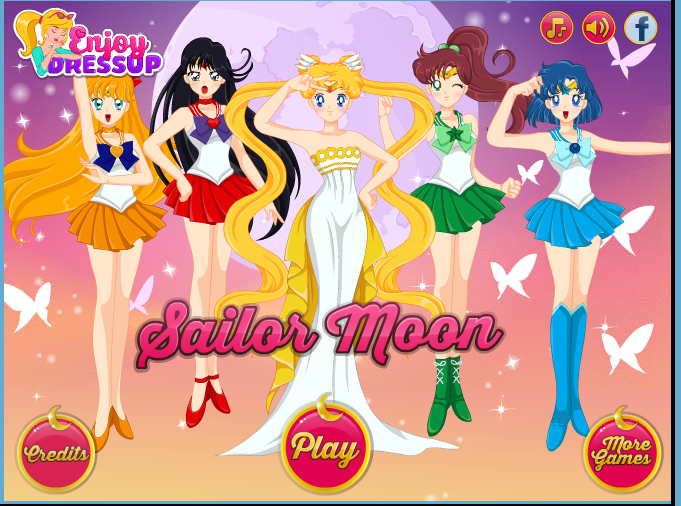 Enjoy
DRESSUP
f
Sailor Moon
Credits
Play
More
Games